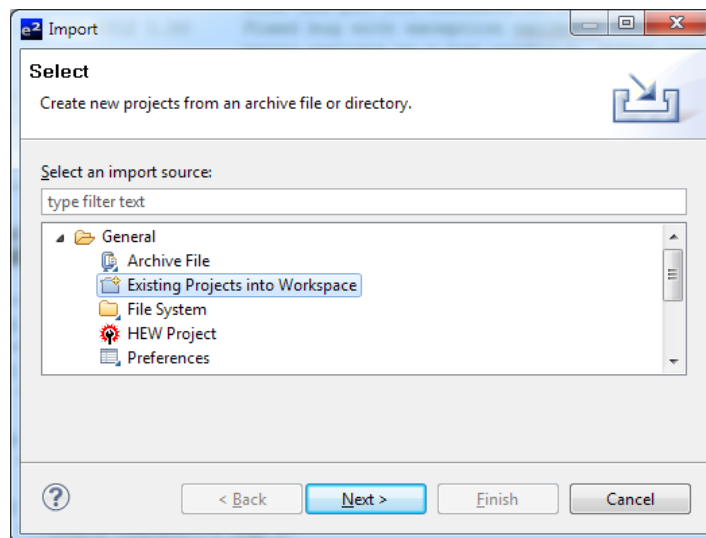 e² Import
Select
Create new projects from an archive file or directory.
Select an import source:
type filter text
General
Archive File
Existing Projects into Workspace
File System
HEW Project
Preferences
?
< Back
Next >
Finish
Cancel